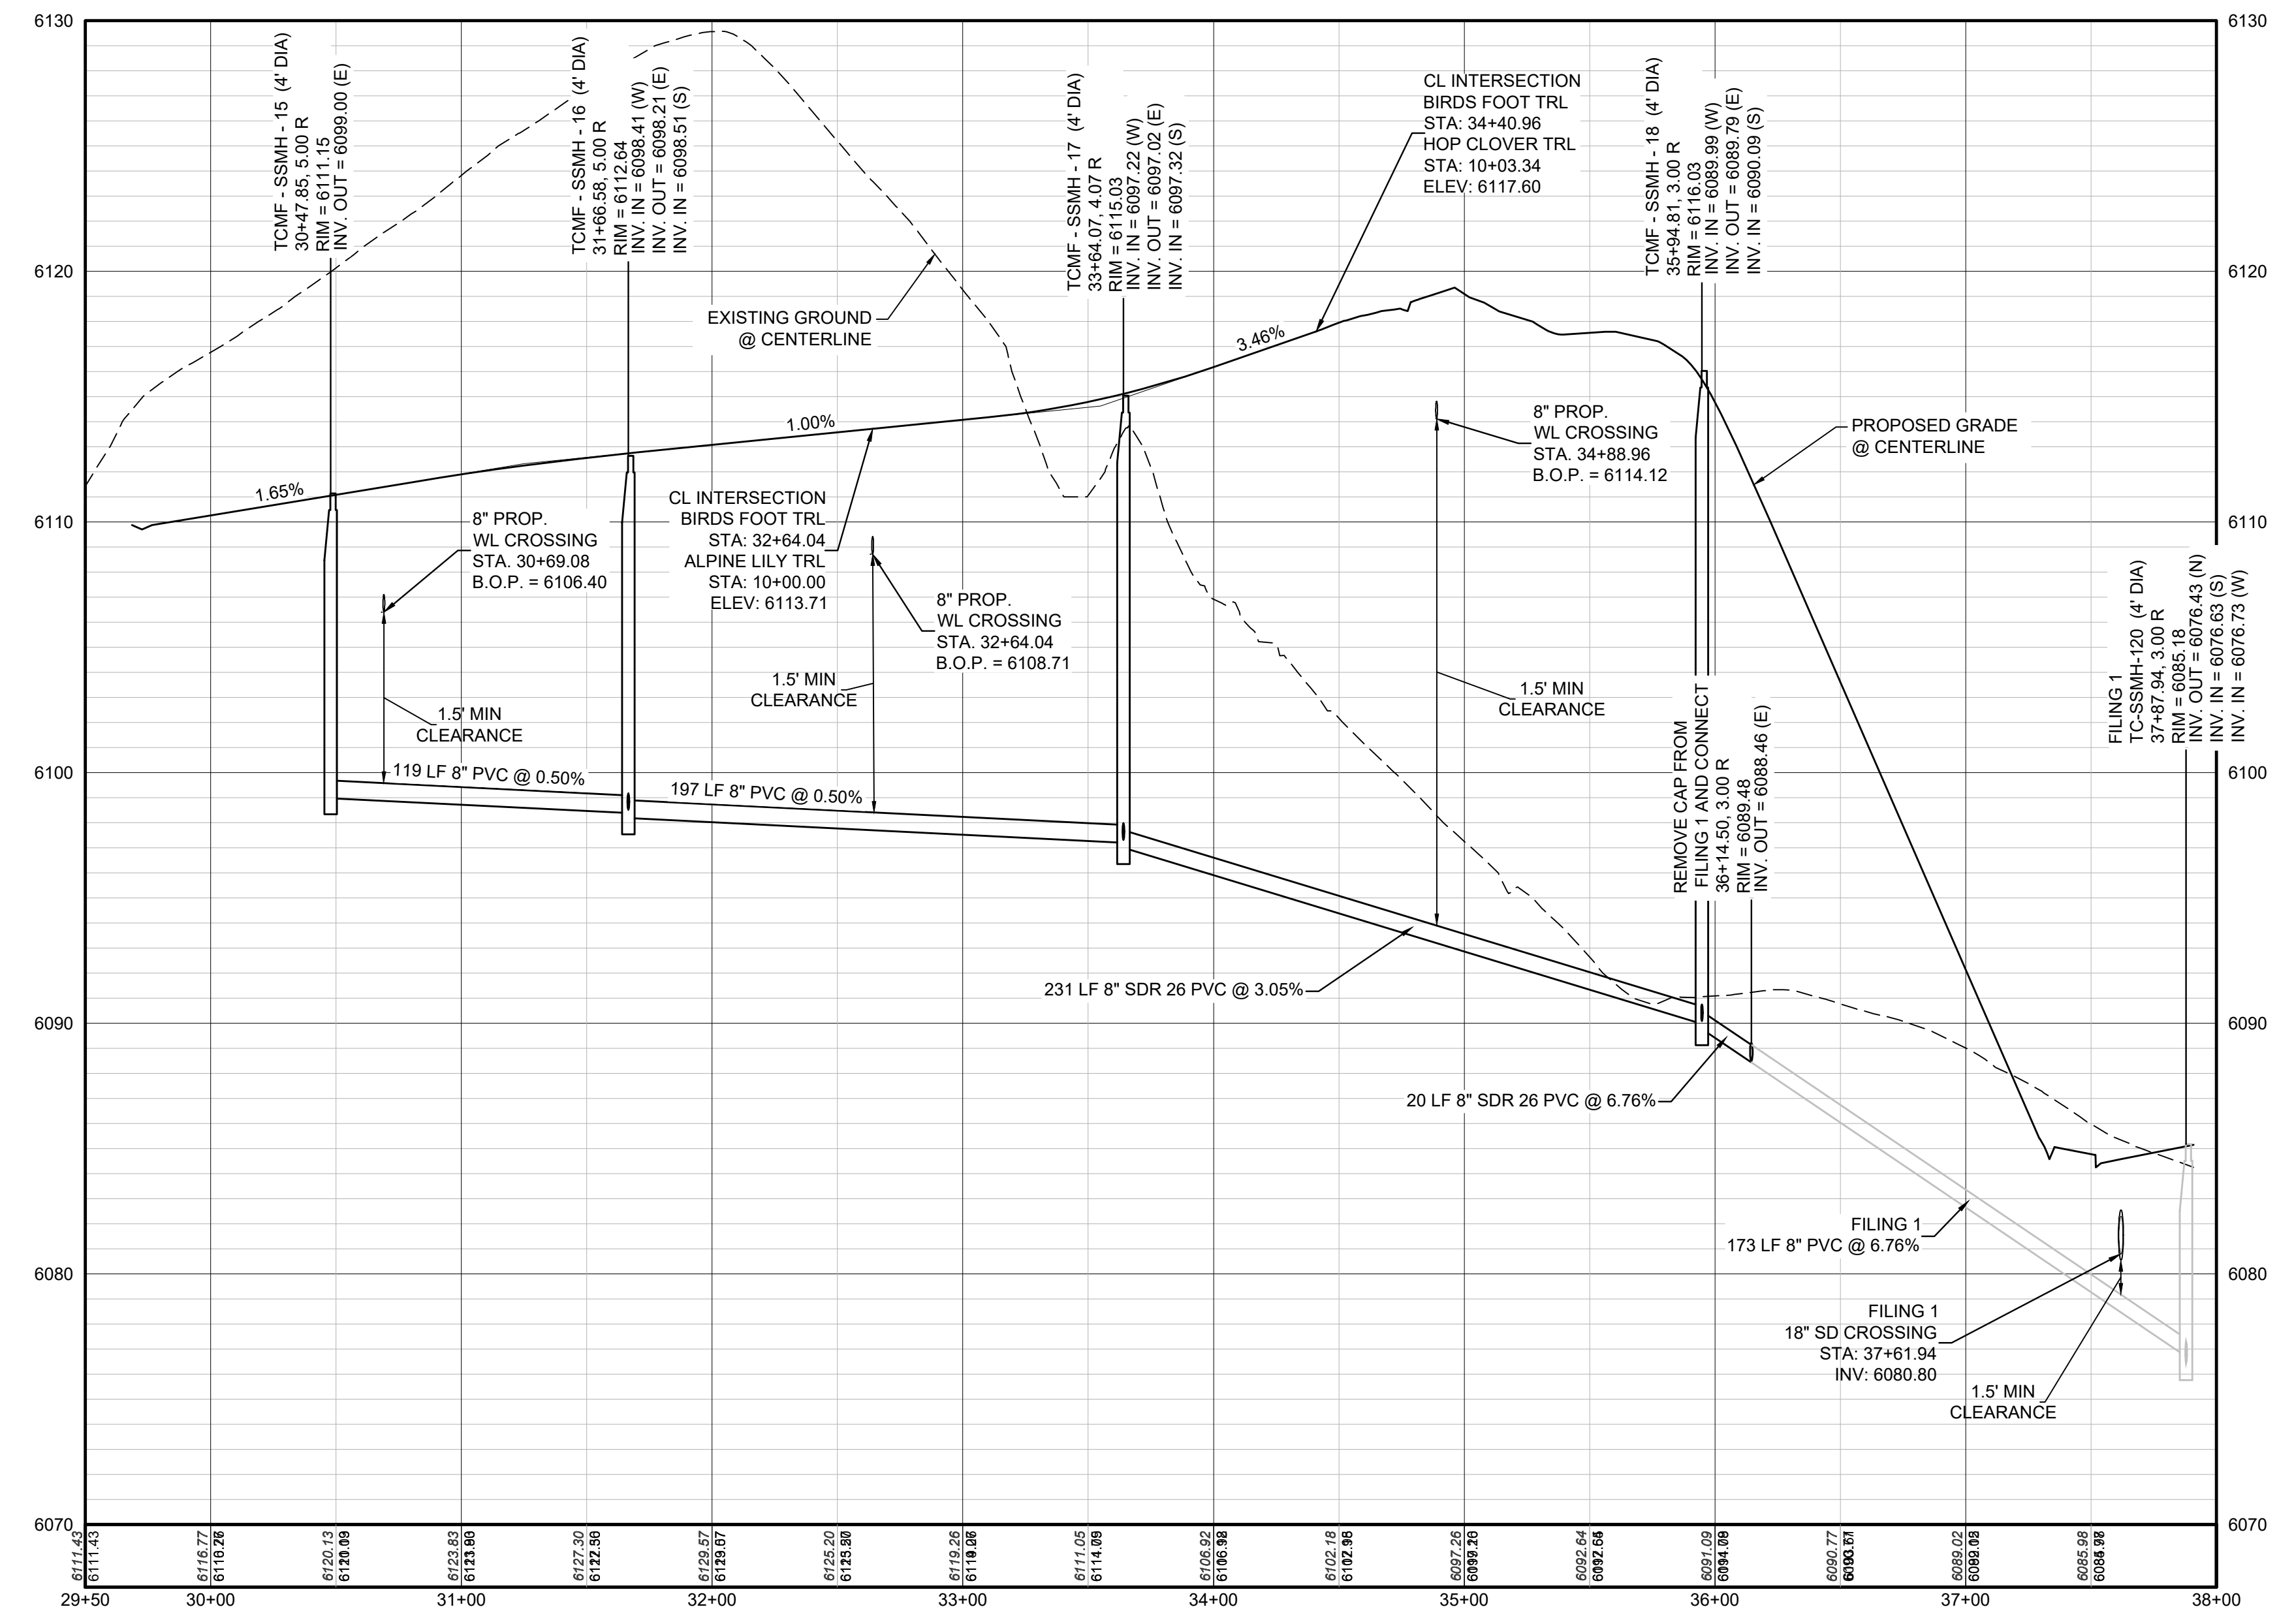 6130
6120
6110
6100
6090
6080
6070
6130
6120
6110
6100
6090
6080
6070
TCMF - SSMH - 15 (4' DIA)
30+47.85, 5.00 R
RIM = 6111.15
INV. OUT = 6099.00 (E)
TCMF - SSMH - 16 (4' DIA)
31+66.58, 5.00 R
RIM = 6112.64
INV. IN = 6098.41 (W)
INV. OUT = 6098.21 (E)
INV. IN = 6098.51 (S)
TCMF - SSMH - 17 (4' DIA)
33+64.07, 4.07 R
RIM = 6115.03
INV. IN = 6097.22 (W)
INV. OUT = 6097.02 (E)
INV. IN = 6097.32 (S)
CL INTERSECTION
BIRDS FOOT TRL
STA: 34+40.96
HOP CLOVER TRL
STA: 10+03.34
ELEV: 6117.60
TCMF - SSMH - 18 (4' DIA)
35+94.81, 3.00 R
RIM = 6116.03
INV. IN = 6089.99 (W)
INV. OUT = 6089.79 (E)
INV. IN = 6090.09 (S)
EXISTING GROUND
@ CENTERLINE
3.46%
1.00%
1.65%
8" PROP.
WL CROSSING
STA. 30+69.08
B.O.P. = 6106.40
CL INTERSECTION
BIRDS FOOT TRL
STA: 32+64.04
ALPINE LILY TRL
STA: 10+00.00
ELEV: 6113.71
8" PROP.
WL CROSSING
STA. 32+64.04
B.O.P. = 6108.71
8" PROP.
WL CROSSING
STA. 34+88.96
B.O.P. = 6114.12
PROPOSED GRADE
@ CENTERLINE
1.5' MIN
CLEARANCE
1.5' MIN
CLEARANCE
1.5' MIN
CLEARANCE
119 LF 8" PVC @ 0.50%
197 LF 8" PVC @ 0.50%
231 LF 8" SDR 26 PVC @ 3.05%
20 LF 8" SDR 26 PVC @ 6.76%
REMOVE CAP FROM
FILING 1 AND CONNECT
36+14.50, 3.00 R
RIM = 6089.48
INV. OUT = 6088.46 (E)
FILING 1
TC-SSMH-120 (4' DIA)
37+87.94, 3.00 R
RIM = 6085.18
INV. OUT = 6076.43 (N)
INV. IN = 6076.63 (S)
INV. IN = 6076.73 (W)
FILING 1
173 LF 8" PVC @ 6.76%
FILING 1
18" SD CROSSING
STA: 37+61.94
INV: 6080.80
1.5' MIN
CLEARANCE
6111.43
6111.43
6116.77
6120.13
6123.83
6127.30
6129.57
6125.20
6119.26
6111.05
6106.92
6102.18
6097.26
6092.64
6091.09
6090.77
6089.02
6085.98
29+50
30+00
31+00
32+00
33+00
34+00
35+00
36+00
37+00
38+00